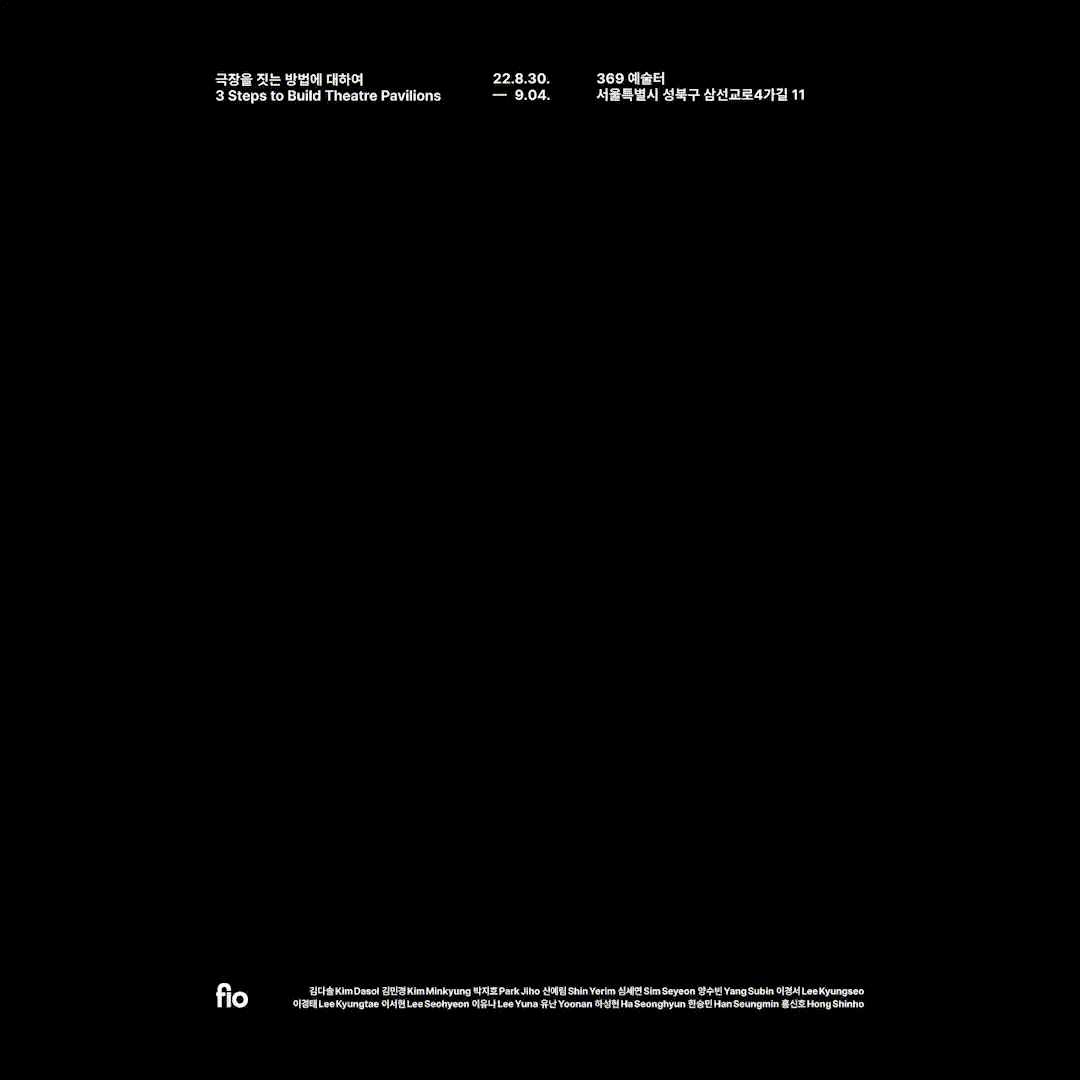 극장을 짓는 방법에 대하여
3 Steps to Build Theatre Pavilions
22.8.30.
— 9.04.
369 예술터
서울특별시 성북구 삼선교로4가길 11
fio
김다솔 Kim Dasol 김민경 Kim Minkyung 박지호 Park Jiho 신예림 Shin Yerim 심세연 Sim Seyeon 양수빈 Yang Subin 이경서 Lee Kyungseo
이경태 Lee Kyungtae 이서현 Lee Seohyeon 이유나 Lee Yuna 유난 Yoonan 하성현 Ha Seonghyun 한승민 Han Seungmin 홍신호 Hong Shinho